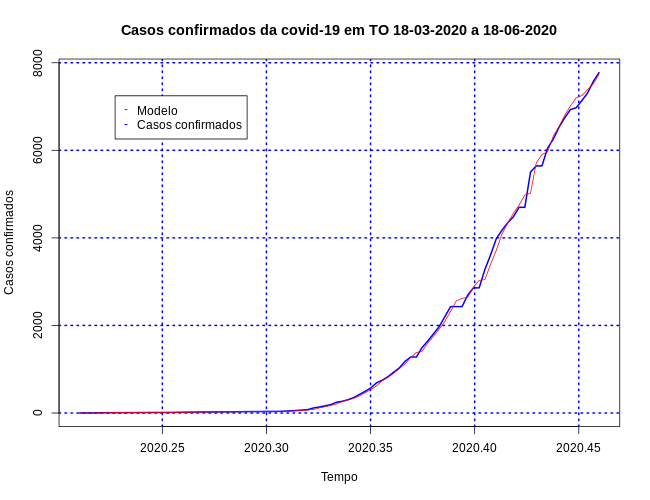 Casos confirmados da covid-19 em TO 18-03-2020 a 18-06-2020
8000
6000
4000
2000
0
Casos confirmados
- Modelo
- Casos confirmados
2020.25 2020.30 2020.35 2020.40 2020.45
Tempo